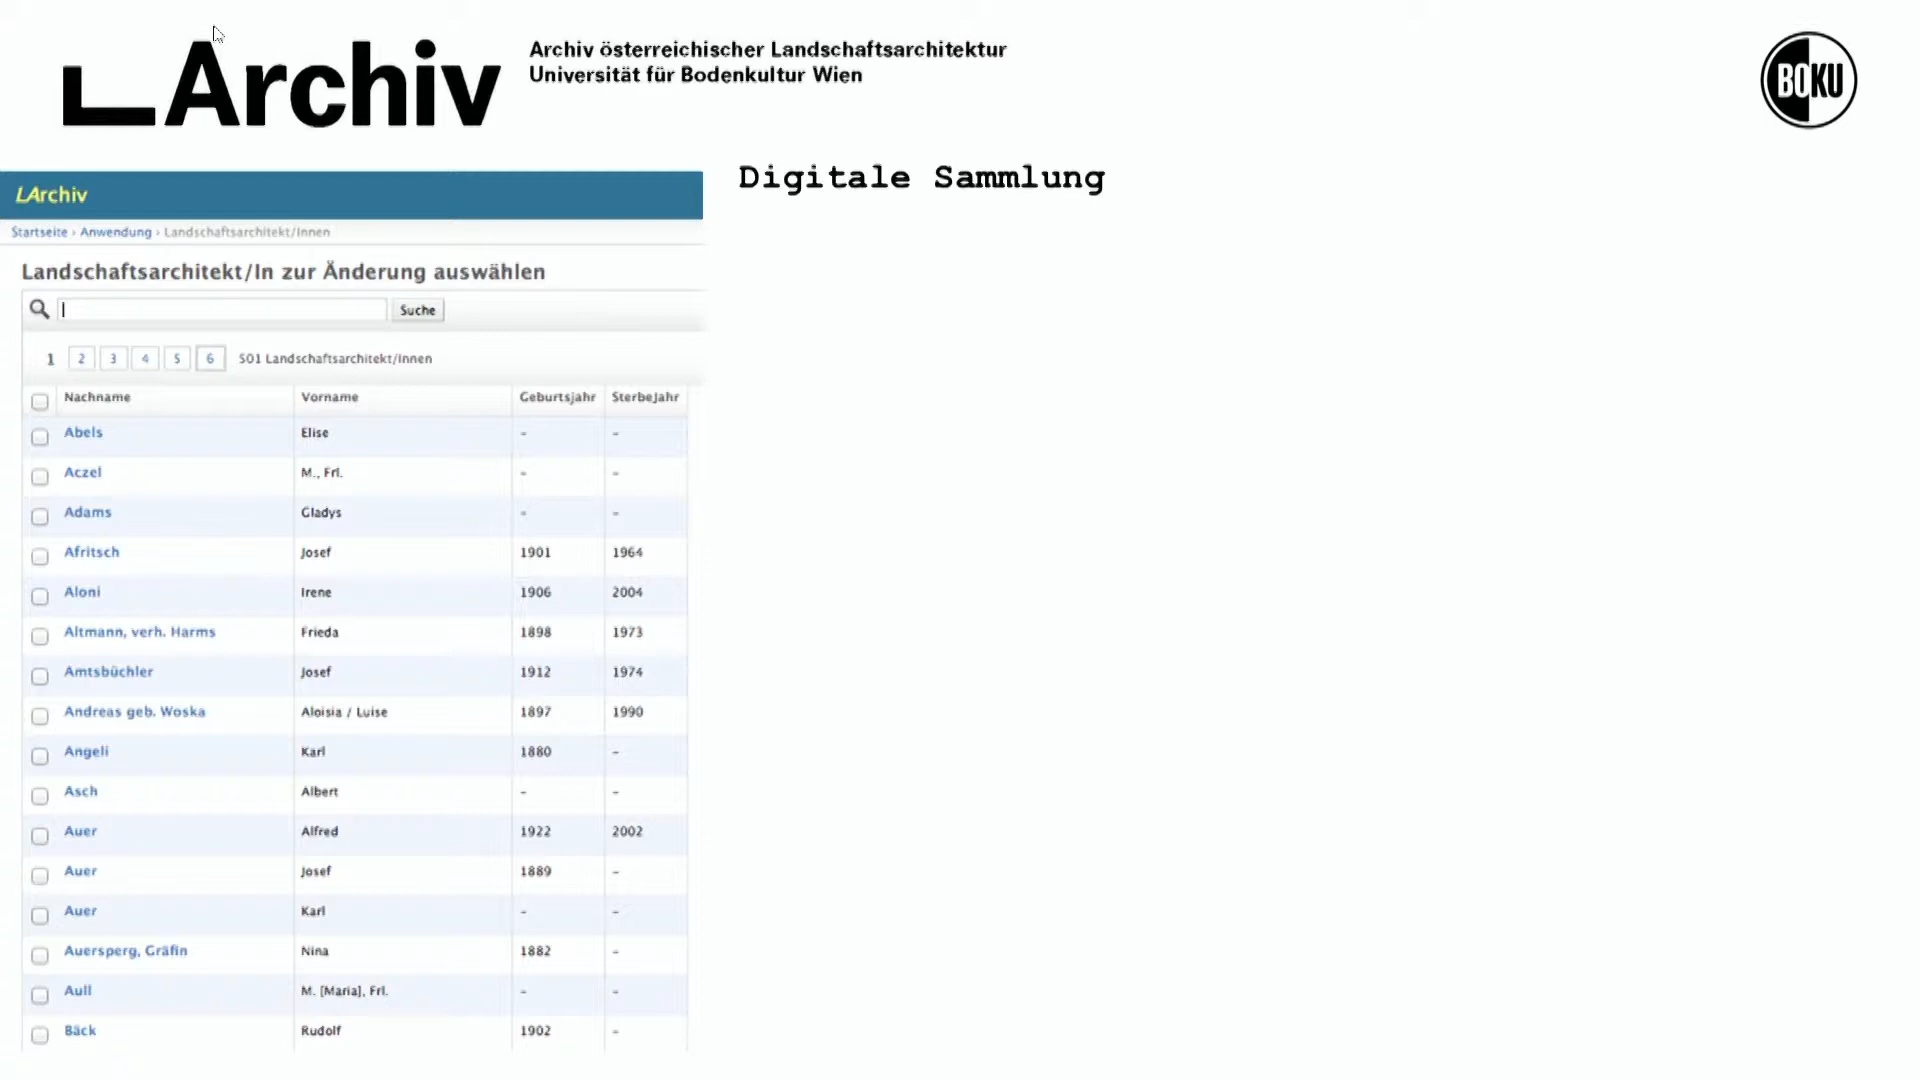 LArchiv
Archiv österreichischer Landschaftsarchitektur
Universität für Bodenkultur Wien
BOKU
Digitale Sammlung
LArchiv
Startseite › Anwendung › Landschaftsarchitekt/Innen
Landschaftsarchitekt/In zur Änderung auswählen
Suche
1 2 3 4 5 6 501 Landschaftsarchitekt/Innen
Nachname Vorname Geburtsjahr Sterbejahr
Abels Elise - -
Aczel M., Frl. - -
Adams Gladys - -
Afritsch Josef 1901 1964
Aloni Irene 1906 2004
Altmann, verh. Harms Frieda 1898 1973
Amtsbüchler Josef 1912 1974
Andreas geb. Woska Aloisia / Luise 1897 1990
Angeli Karl 1880 -
Asch Albert - -
Auer Alfred 1922 2002
Auer Josef 1889 -
Auer Karl - -
Auersperg, Gräfin Nina 1882 -
Aull M. [Maria], Frl. - -
Bäck Rudolf 1902 -